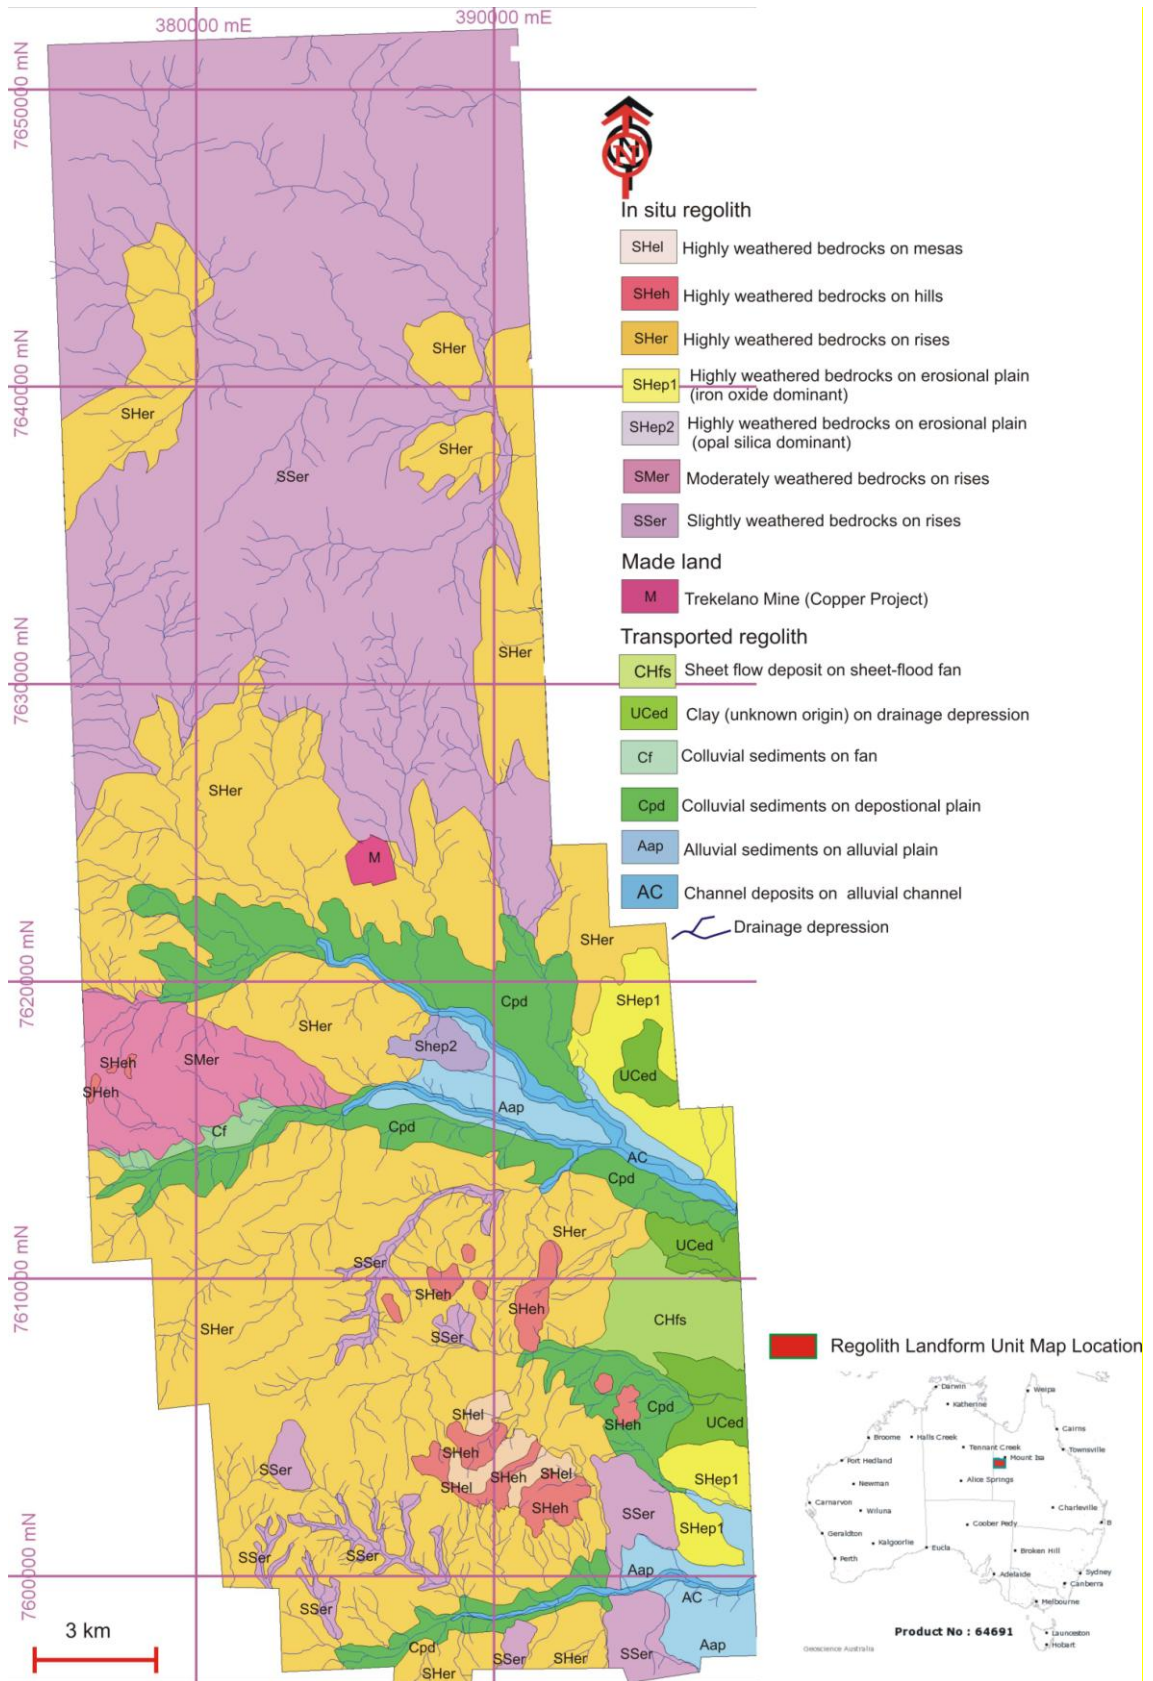 380000 mE
390000 mE
7650000 mN
7640000 mN
7630000 mN
7620000 mN
7610000 mN
7600000 mN
N
In situ regolith
SHel Highly weathered bedrocks on mesas
SHeh Highly weathered bedrocks on hills
SHer Highly weathered bedrocks on rises
SHep1 Highly weathered bedrocks on erosional plain
(iron oxide dominant)
SHep2 Highly weathered bedrocks on erosional plain
(opal silica dominant)
SMer Moderately weathered bedrocks on rises
SSer Slightly weathered bedrocks on rises
Made land
M Trekelano Mine (Copper Project)
Transported regolith
CHfs Sheet flow deposit on sheet-flood fan
UCed Clay (unknown origin) on drainage depression
Cf Colluvial sediments on fan
Cpd Colluvial sediments on depostional plain
Aap Alluvial sediments on alluvial plain
AC Channel deposits on alluvial channel
Drainage depression
SHer
SHer
SHer
SSer
SHer
SHer
M
SHer
SHep1
Cpd
SHer
Shep2
SHeh
SMer
UCed
SHeh
Aap
Cf
Cpd
AC
Cpd
SHer
UCed
SSer
SHeh
SHeh
CHfs
SHer
SSer
SHel
Cpd
SHeh
UCed
SHeh
SSer
SHeh
SHel
SHel
SHep1
SHeh
SSer
SHep1
SSer
SSer
Aap
AC
SSer
Cpd
SHer
SSer
SHer
SSer
Aap
3 km
Regolith Landform Unit Map Location
Darwin
Weipa
Katherine
Cairns
Broome
Halls Creek
Tennant Creek
Townsville
Mount Isa
Port Hedland
Alice Springs
Newman
Carnarvon
Wiluna
Charleville
Coober Pedy
B
Geraldton
Kalgoorlie
Eucla
Broken Hill
Perth
Adelaide
Sydney
Canberra
Melbourne
Product No : 64691
Launceston
Hobart
Geoscience Australia